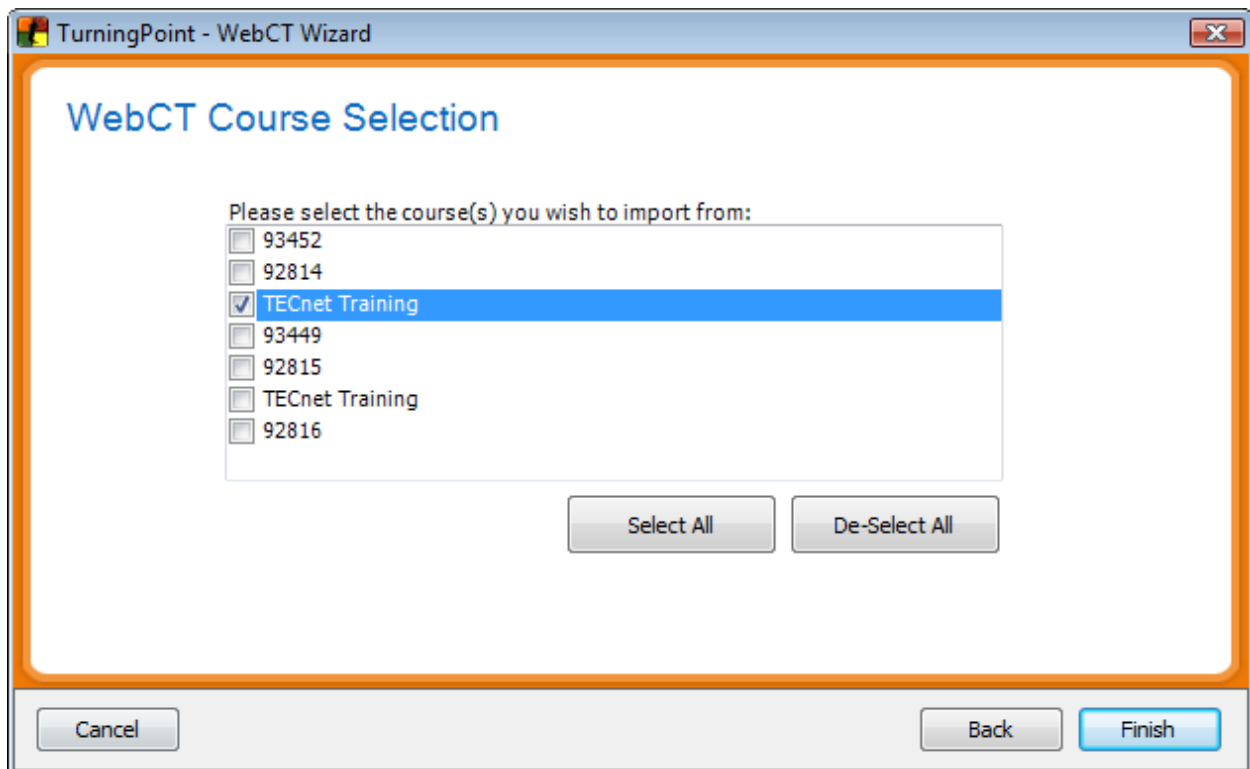 TurningPoint - WebCT Wizard
WebCT Course Selection
Please select the course(s) you wish to import from:
93452
92814
TECnet Training
93449
92815
TECnet Training
92816
Select All De-Select All
Cancel Back Finish